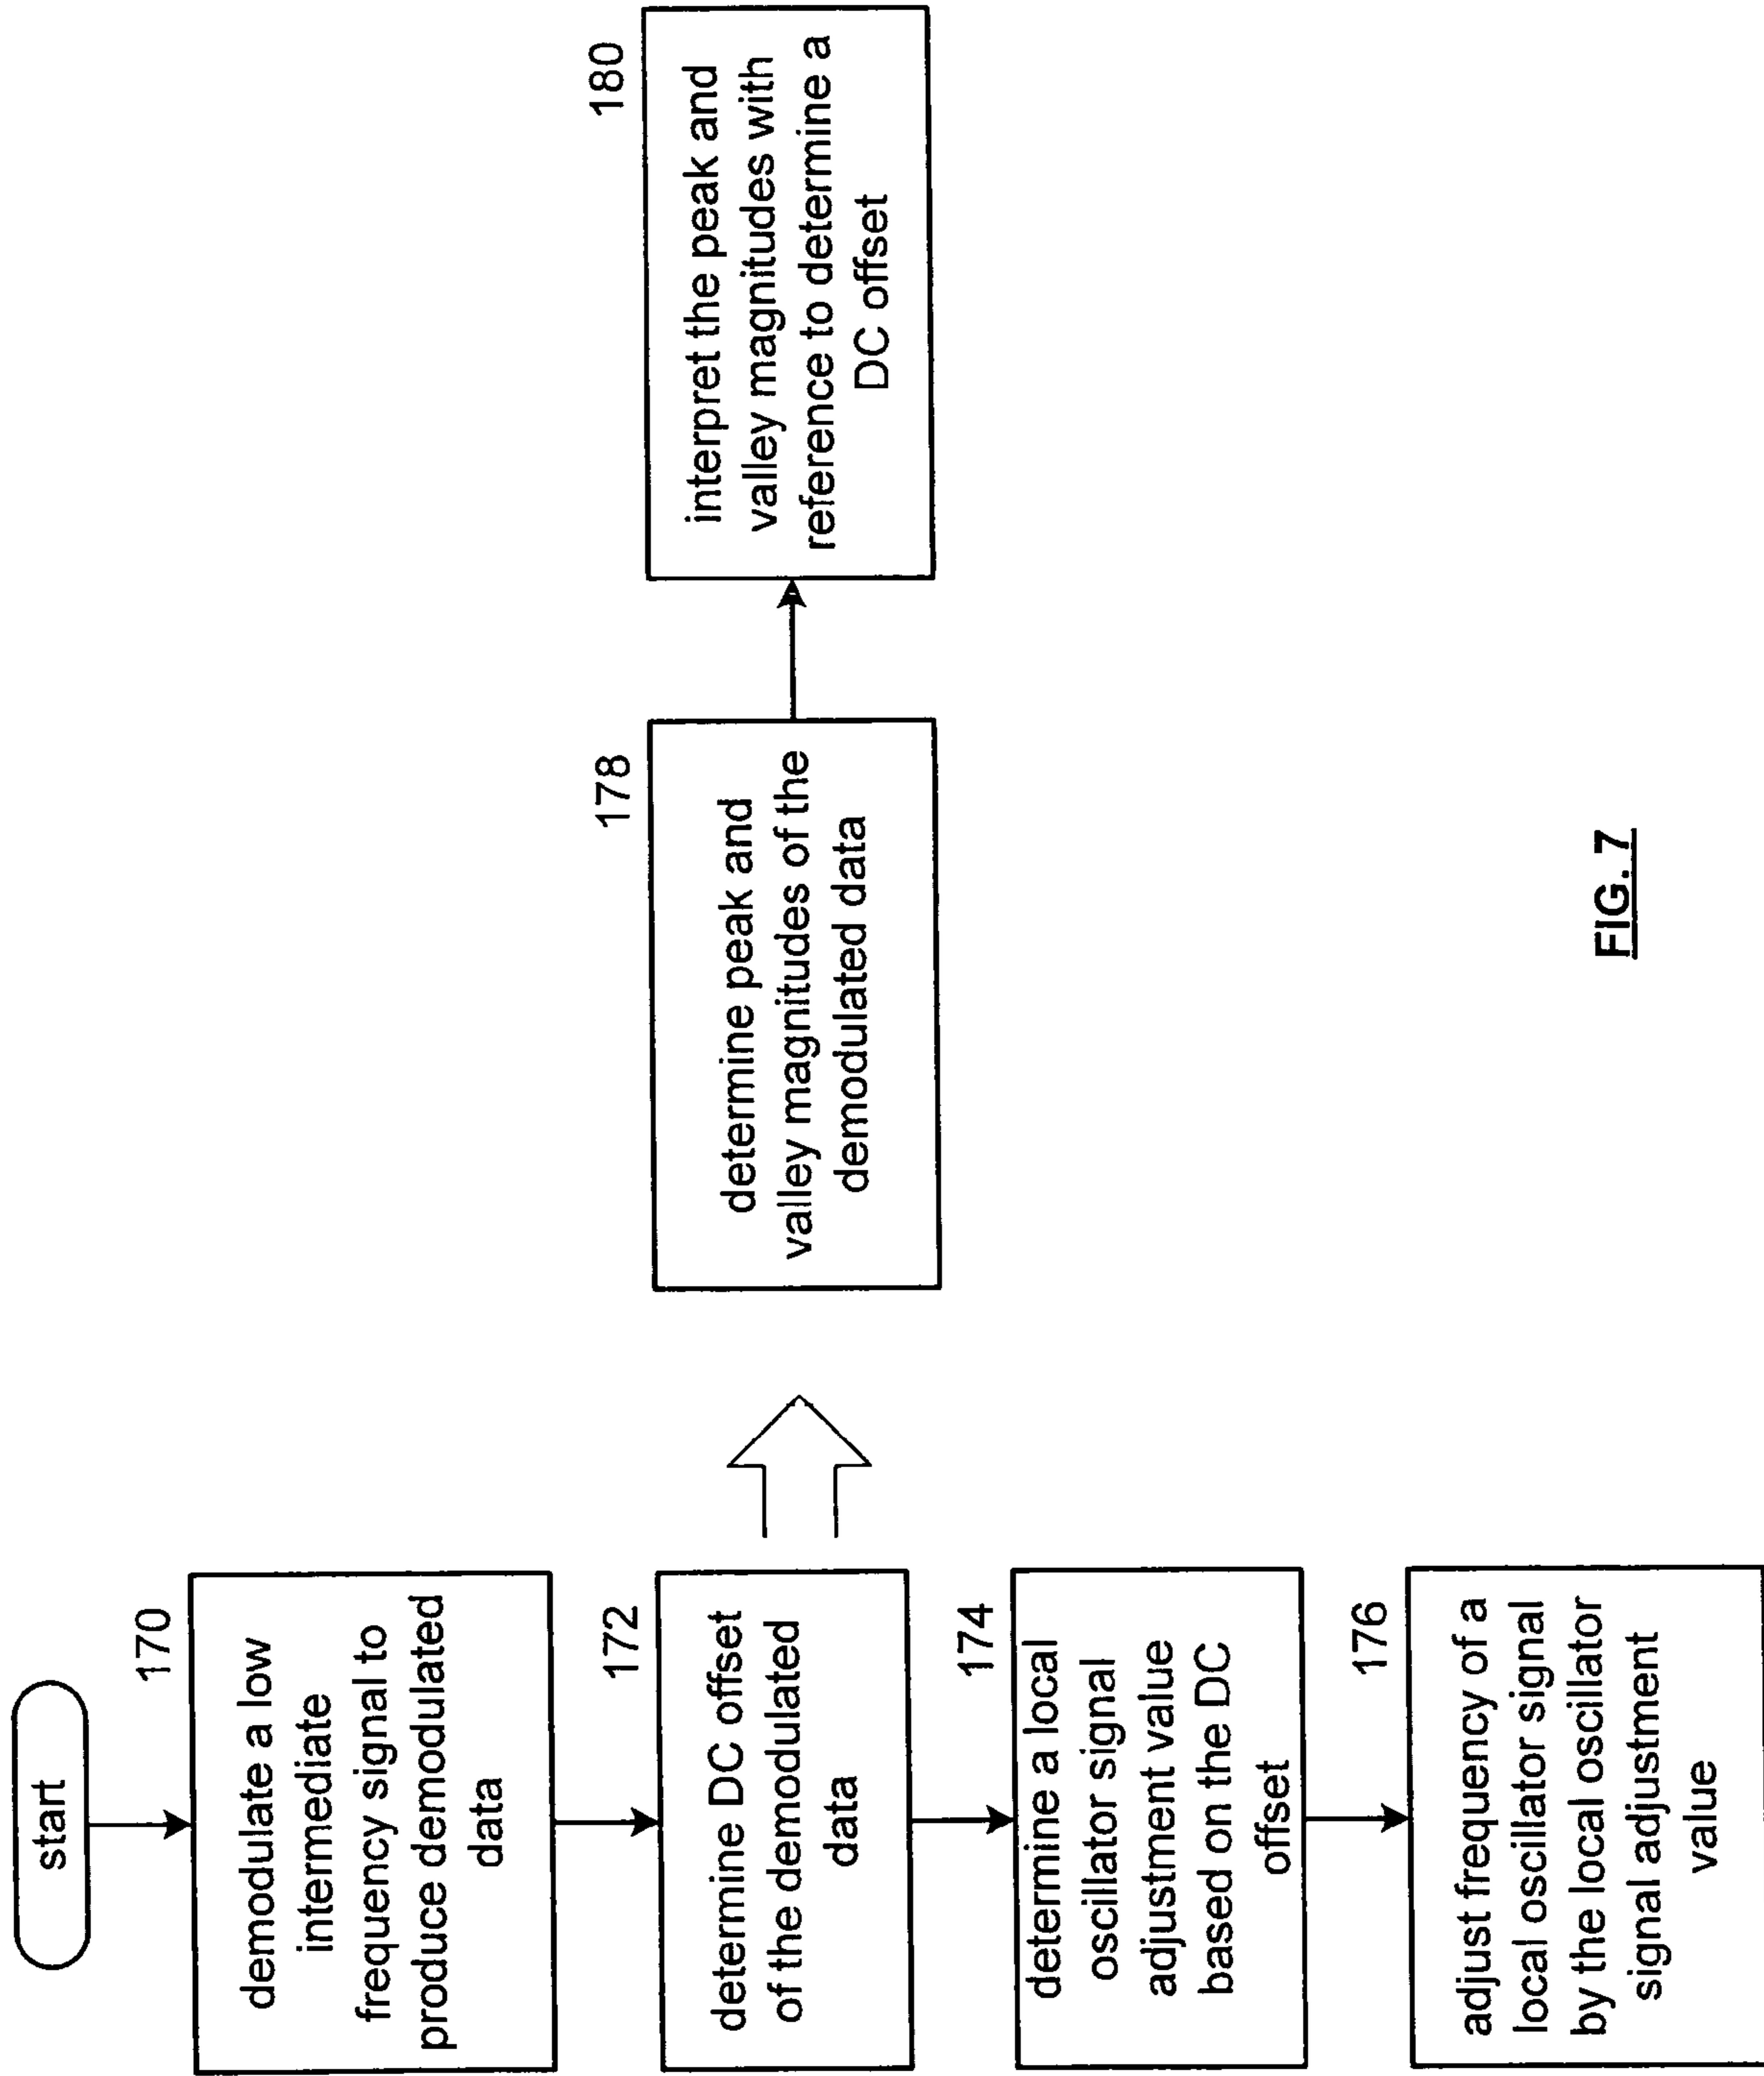 start
170
demodulate a low
intermediate
frequency signal to
produce demodulated
data
172
determine DC offset
of the demodulated
data
174
determine a local
oscillator signal
adjustment value
based on the DC
offset
176
adjust frequency of a
local oscillator signal
by the local oscillator
signal adjustment
value
178
determine peak and
valley magnitudes of the
demodulated data
180
interpret the peak and
valley magnitudes with
reference to determine a
DC offset
FIG. 7